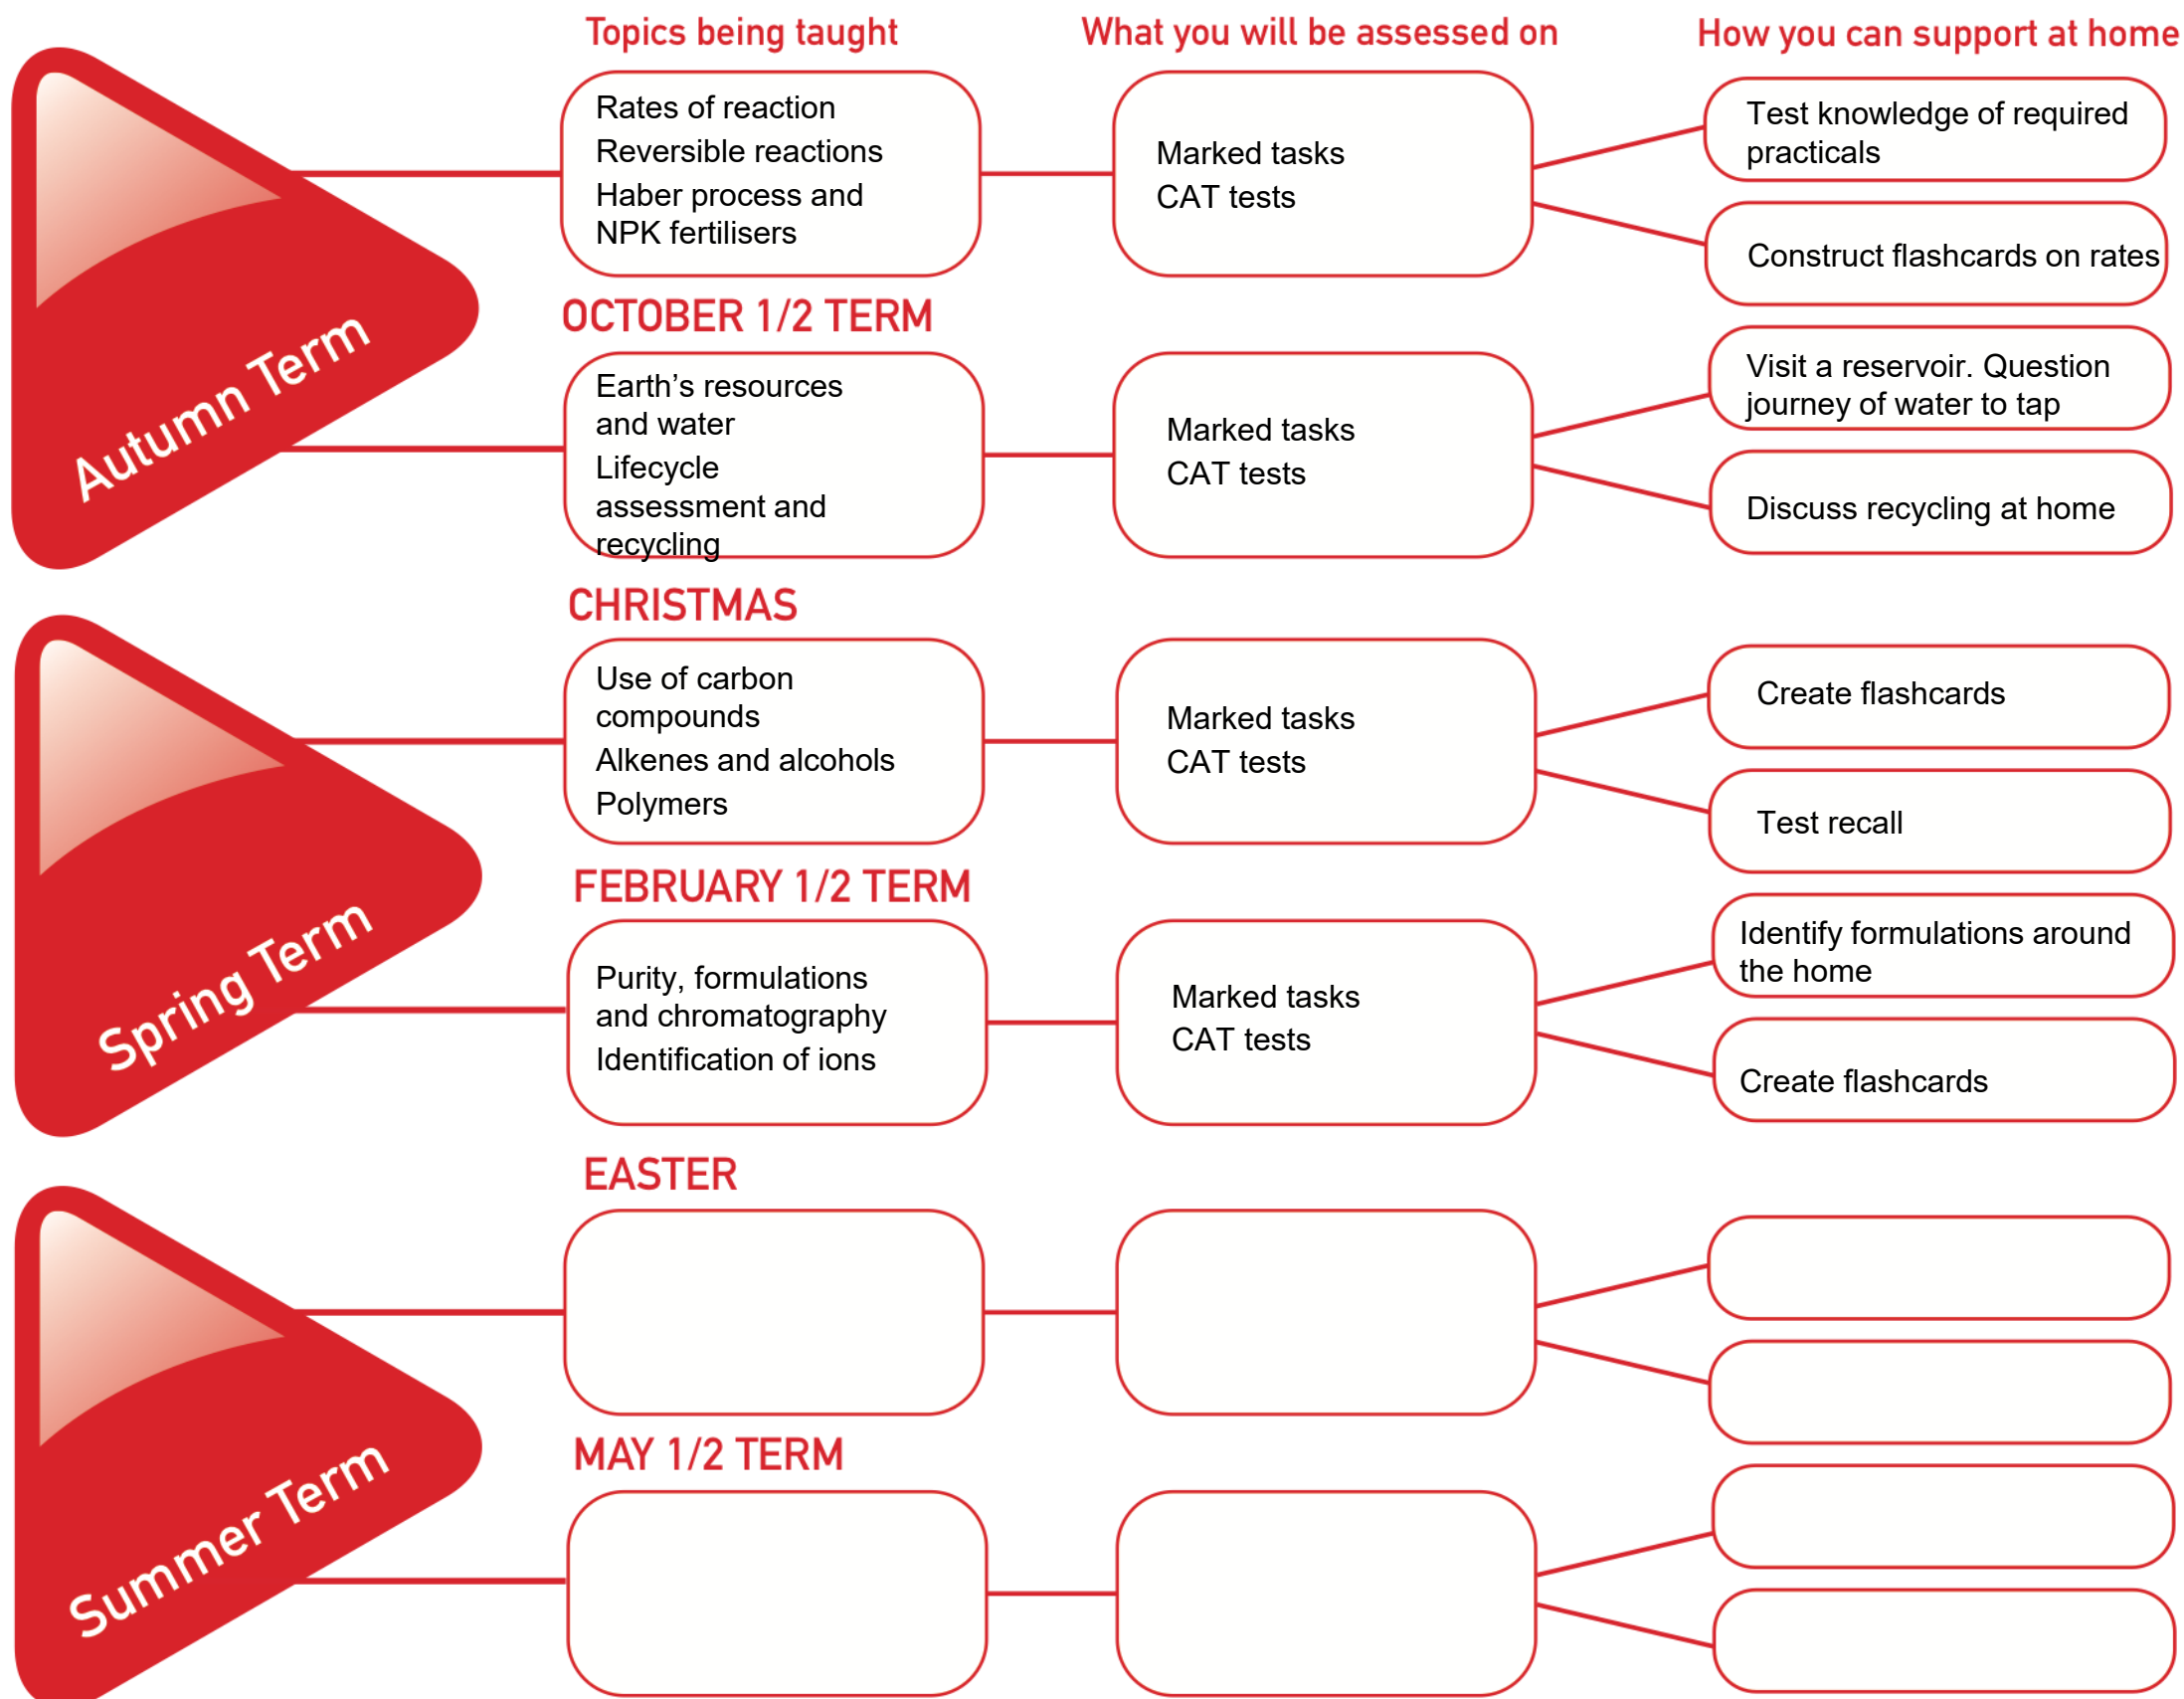 Topics being taught
What you will be assessed on
How you can support at home
Autumn Term
Rates of reaction
Reversible reactions
Haber process and
NPK fertilisers
Marked tasks
CAT tests
Test knowledge of required
practicals
Construct flashcards on rates
OCTOBER 1/2 TERM
Earth’s resources
and water
Lifecycle
assessment and
recycling
Marked tasks
CAT tests
Visit a reservoir. Question
journey of water to tap
Discuss recycling at home
CHRISTMAS
Spring Term
Use of carbon
compounds
Alkenes and alcohols
Polymers
Marked tasks
CAT tests
Create flashcards
Test recall
FEBRUARY 1/2 TERM
Purity, formulations
and chromatography
Identification of ions
Marked tasks
CAT tests
Identify formulations around
the home
Create flashcards
EASTER
Summer Term
MAY 1/2 TERM